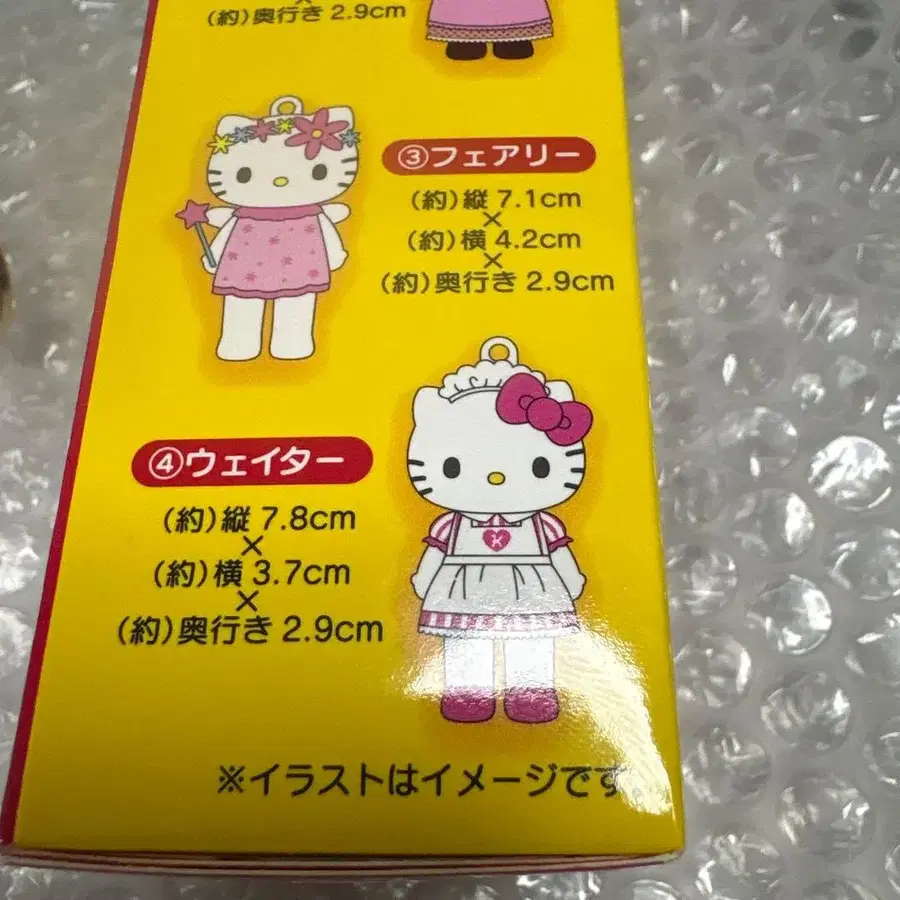 ×
(約)奥行き 2.9cm
③フェアリー
(約)縦 7.1cm
×
(約)横 4.2cm
×
(約)奥行き 2.9cm
④ウェイター
(約)縦 7.8cm
×
(約)横 3.7cm
×
(約)奥行き 2.9cm
K
※イラストはイメージです。